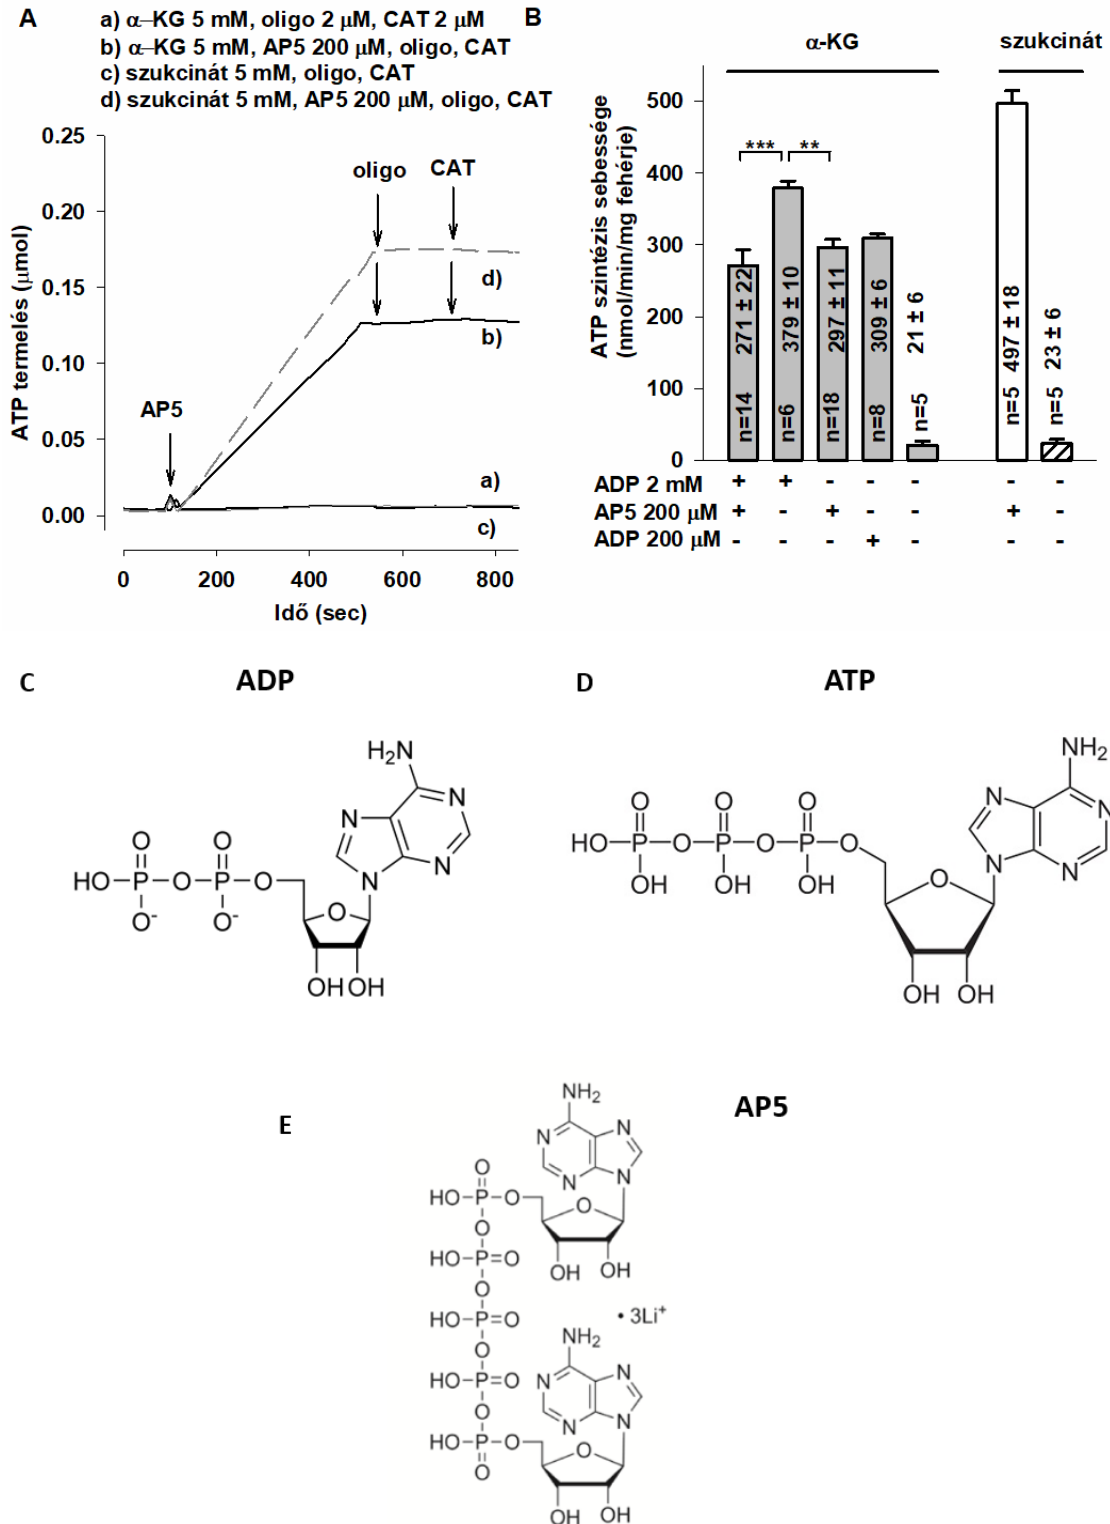 A
a) α–KG 5 mM, oligo 2 µM, CAT 2 µM
b) α–KG 5 mM, AP5 200 µM, oligo, CAT
c) szukcinát 5 mM, oligo, CAT
d) szukcinát 5 mM, AP5 200 µM, oligo, CAT
ATP termelés (µmol)
0.25
0.20
0.15
0.10
0.05
0.00
oligo
CAT
AP5
d)
b)
a)
c)
0 200 400 600 800
Idő (sec)
B
α-KG
szukcinát
ATP szintézis sebessége
(nmol/min/mg fehérje)
500
400
300
200
100
0
*** **
n=14 271 ± 22
n=6 379 ± 10
n=18 297 ± 11
n=8 309 ± 6
n=5 21 ± 6
n=5 497 ± 18
n=5 23 ± 6
ADP 2 mM + + - - - - -
AP5 200 µM + - + - - + -
ADP 200 µM - - - + - - -
C
ADP
H₂N
N
N
N
N
O
O
HO–P–O–P–O
O⁻
O⁻
O
OH OH
D
ATP
NH₂
N
N
N
N
O
O
O
HO–P–O–P–O–P–O
OH
OH
OH
O
OH
OH
E
AP5
NH₂
N
N
N
N
O
HO–P–O
O
O
HO–P=O
OH
OH
O
HO–P=O
• 3Li⁺
O
NH₂
HO–P=O
N
N
N
N
O
HO–P–O
O
O
OH
OH